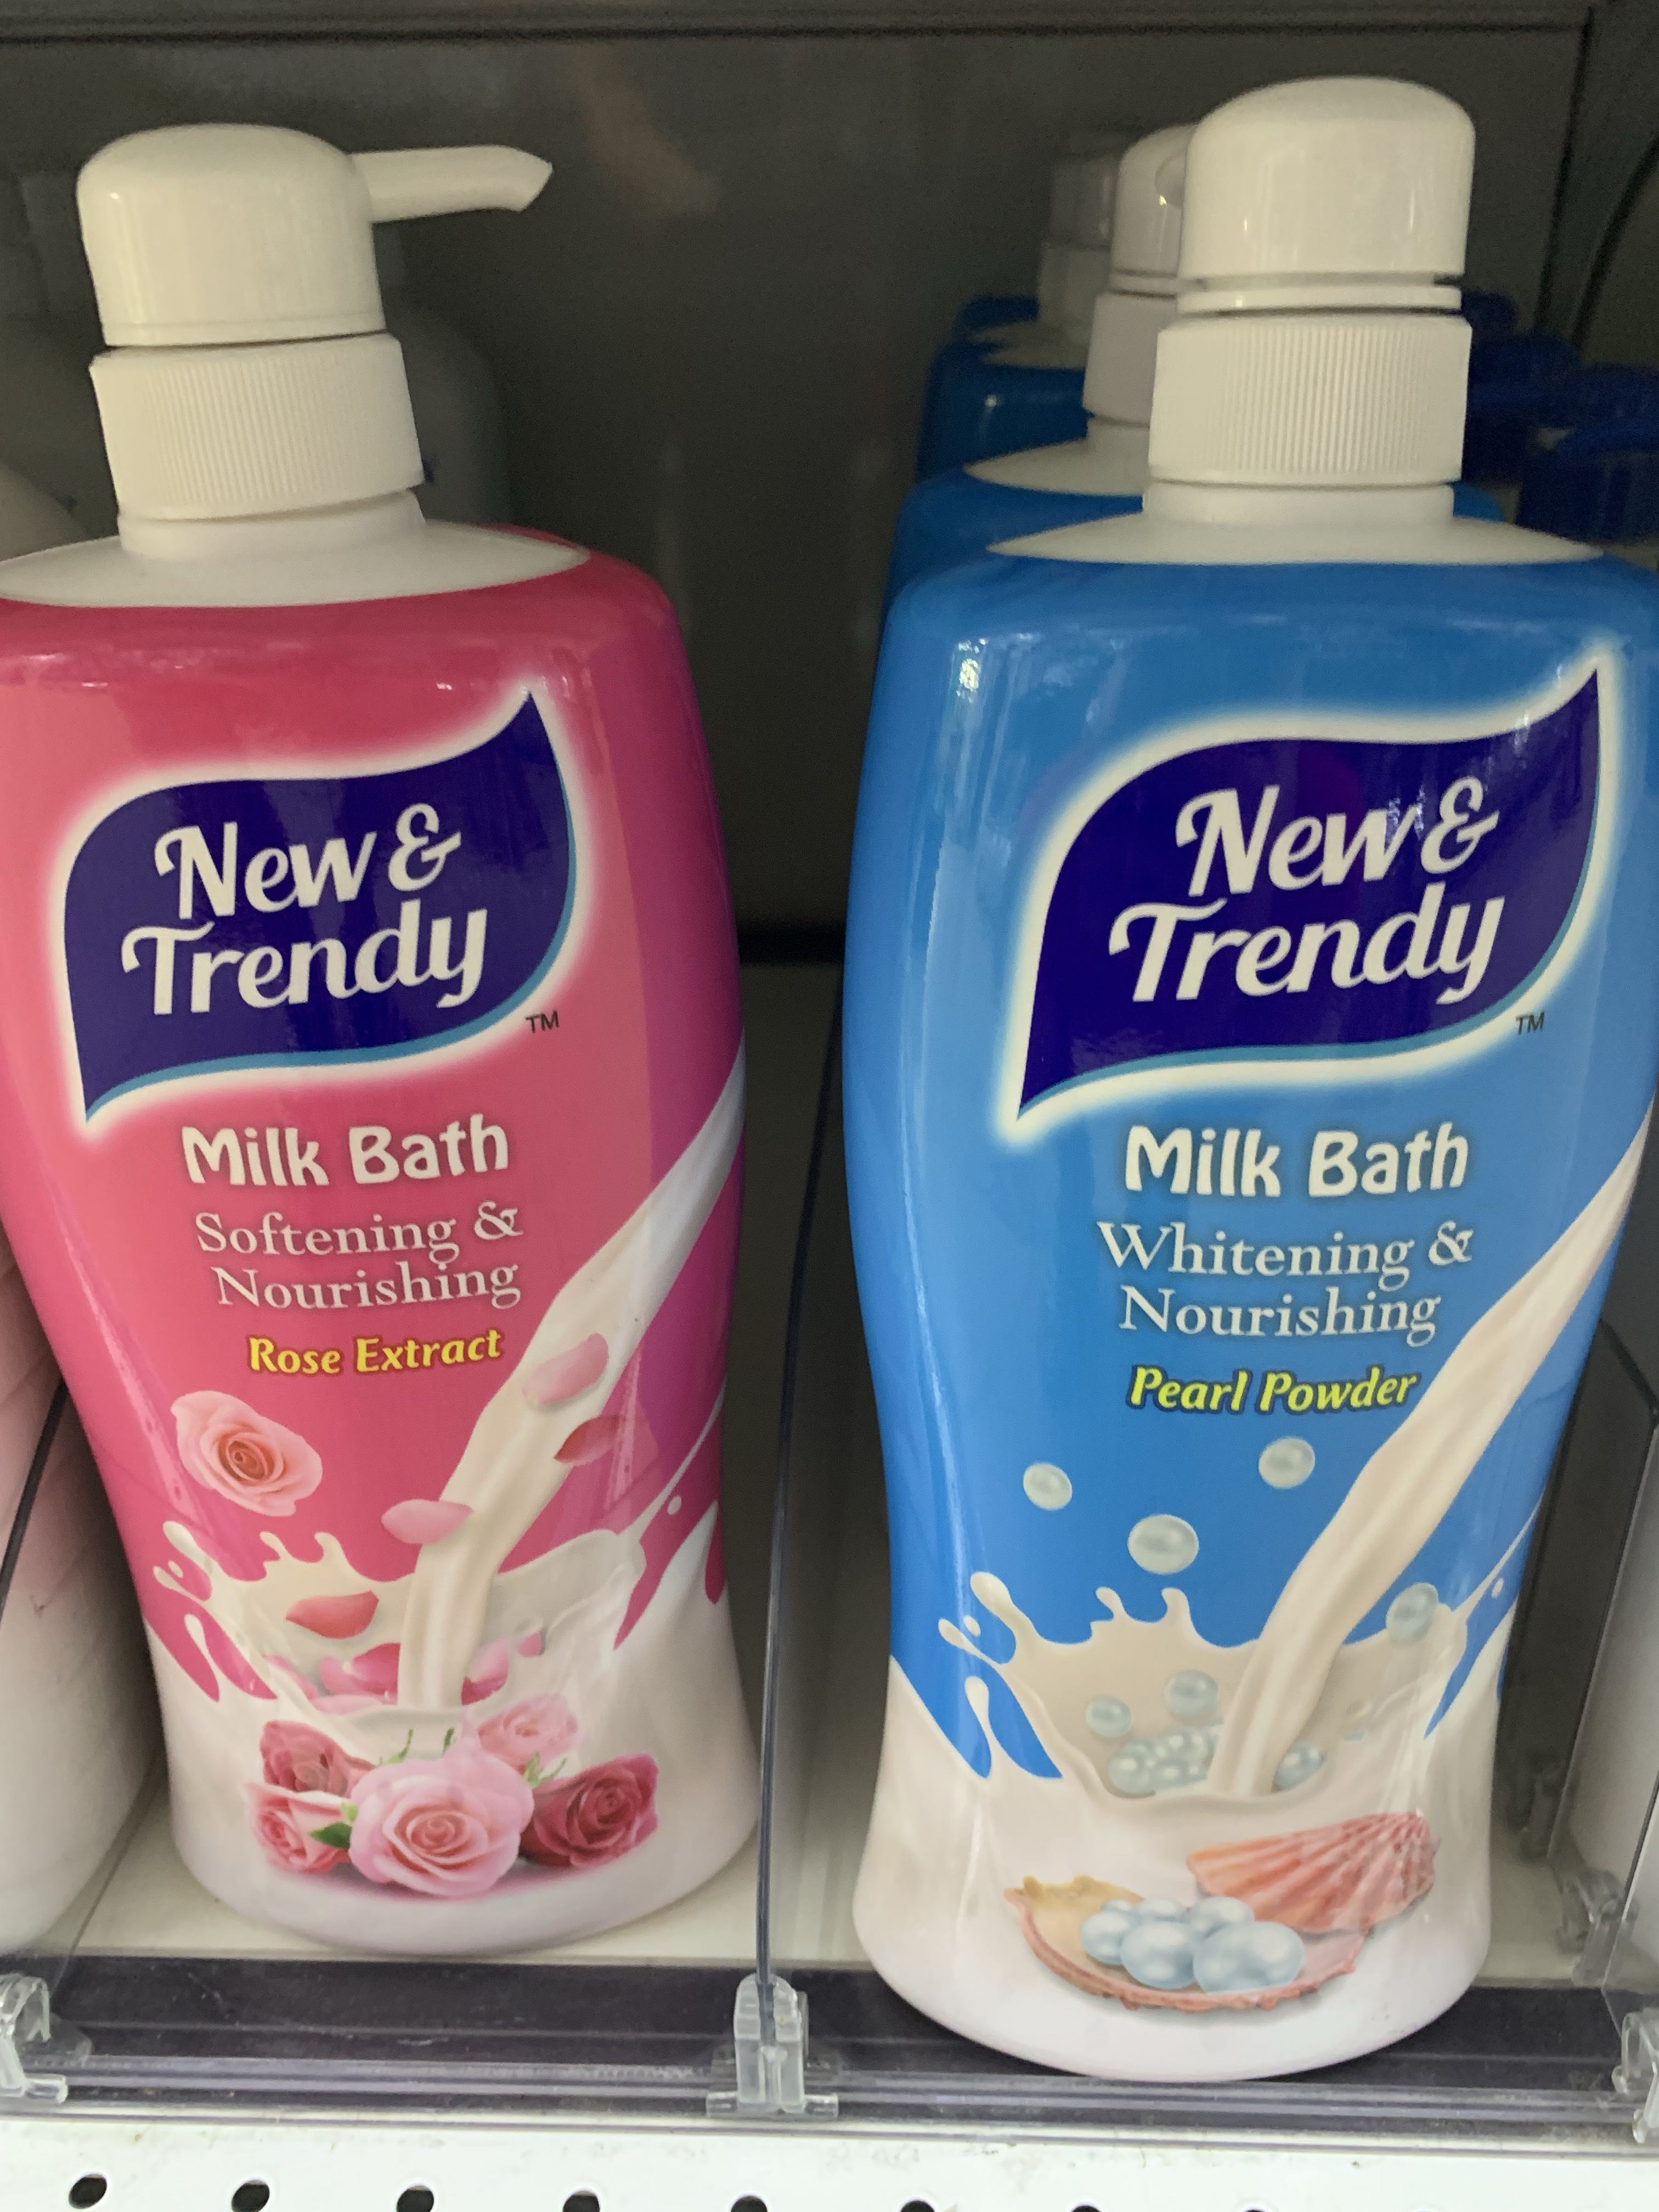 New &
Trendy
TM
Milk Bath
Softening &
Nourishing
Rose Extract
New &
Trendy
TM
Milk Bath
Whitening &
Nourishing
Pearl Powder